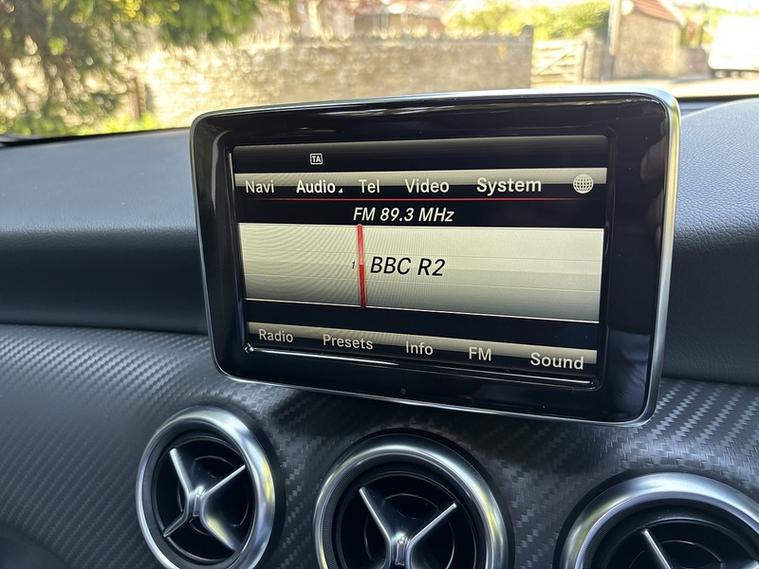 TA
Navi Audio Tel Video System
FM 89.3 MHz
1 BBC R2
Radio Presets Info FM Sound